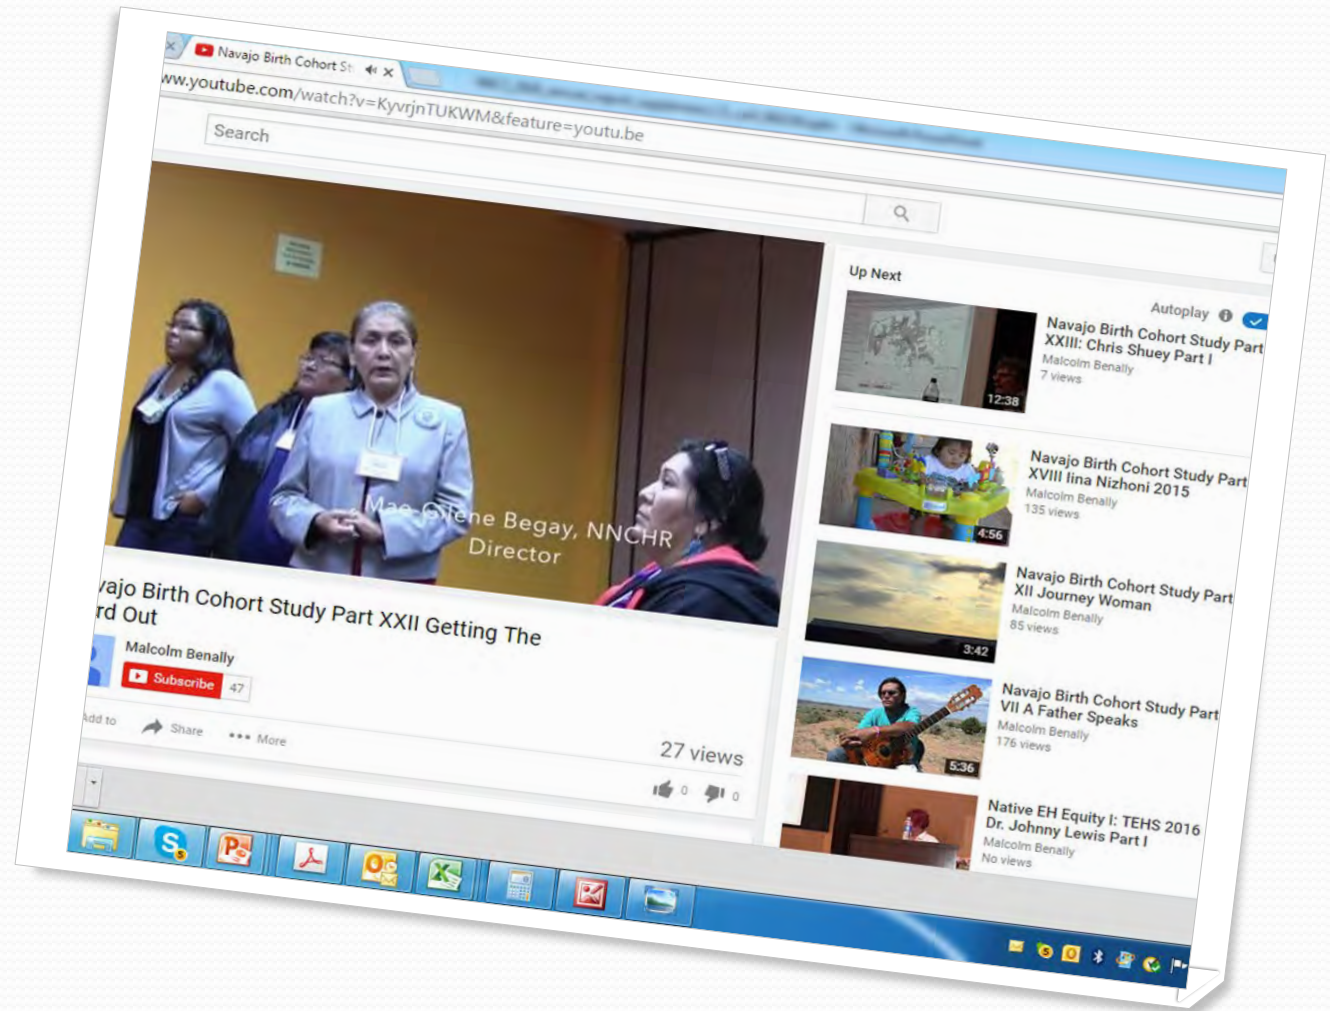 Navajo Birth Cohort St
ww.youtube.com/watch?v=KyvrjnTUKWM&feature=youtu.be
Search
Mae-Gilene Begay, NNCHR
Director
vajo Birth Cohort Study Part XXII Getting The
rd Out
Malcolm Benally
Subscribe 47
Add to Share More
27 views
0 0
Up Next
Autoplay
Navajo Birth Cohort Study Part
XXIII: Chris Shuey Part I
Malcolm Benally
7 views
12:38
Navajo Birth Cohort Study Part
XVIII Iina Nizhoni 2015
Malcolm Benally
135 views
4:56
Navajo Birth Cohort Study Part
XII Journey Woman
Malcolm Benally
85 views
3:42
Navajo Birth Cohort Study Part
VII A Father Speaks
Malcolm Benally
176 views
5:36
Native EH Equity I: TEHS 2016
Dr. Johnny Lewis Part I
Malcolm Benally
No views